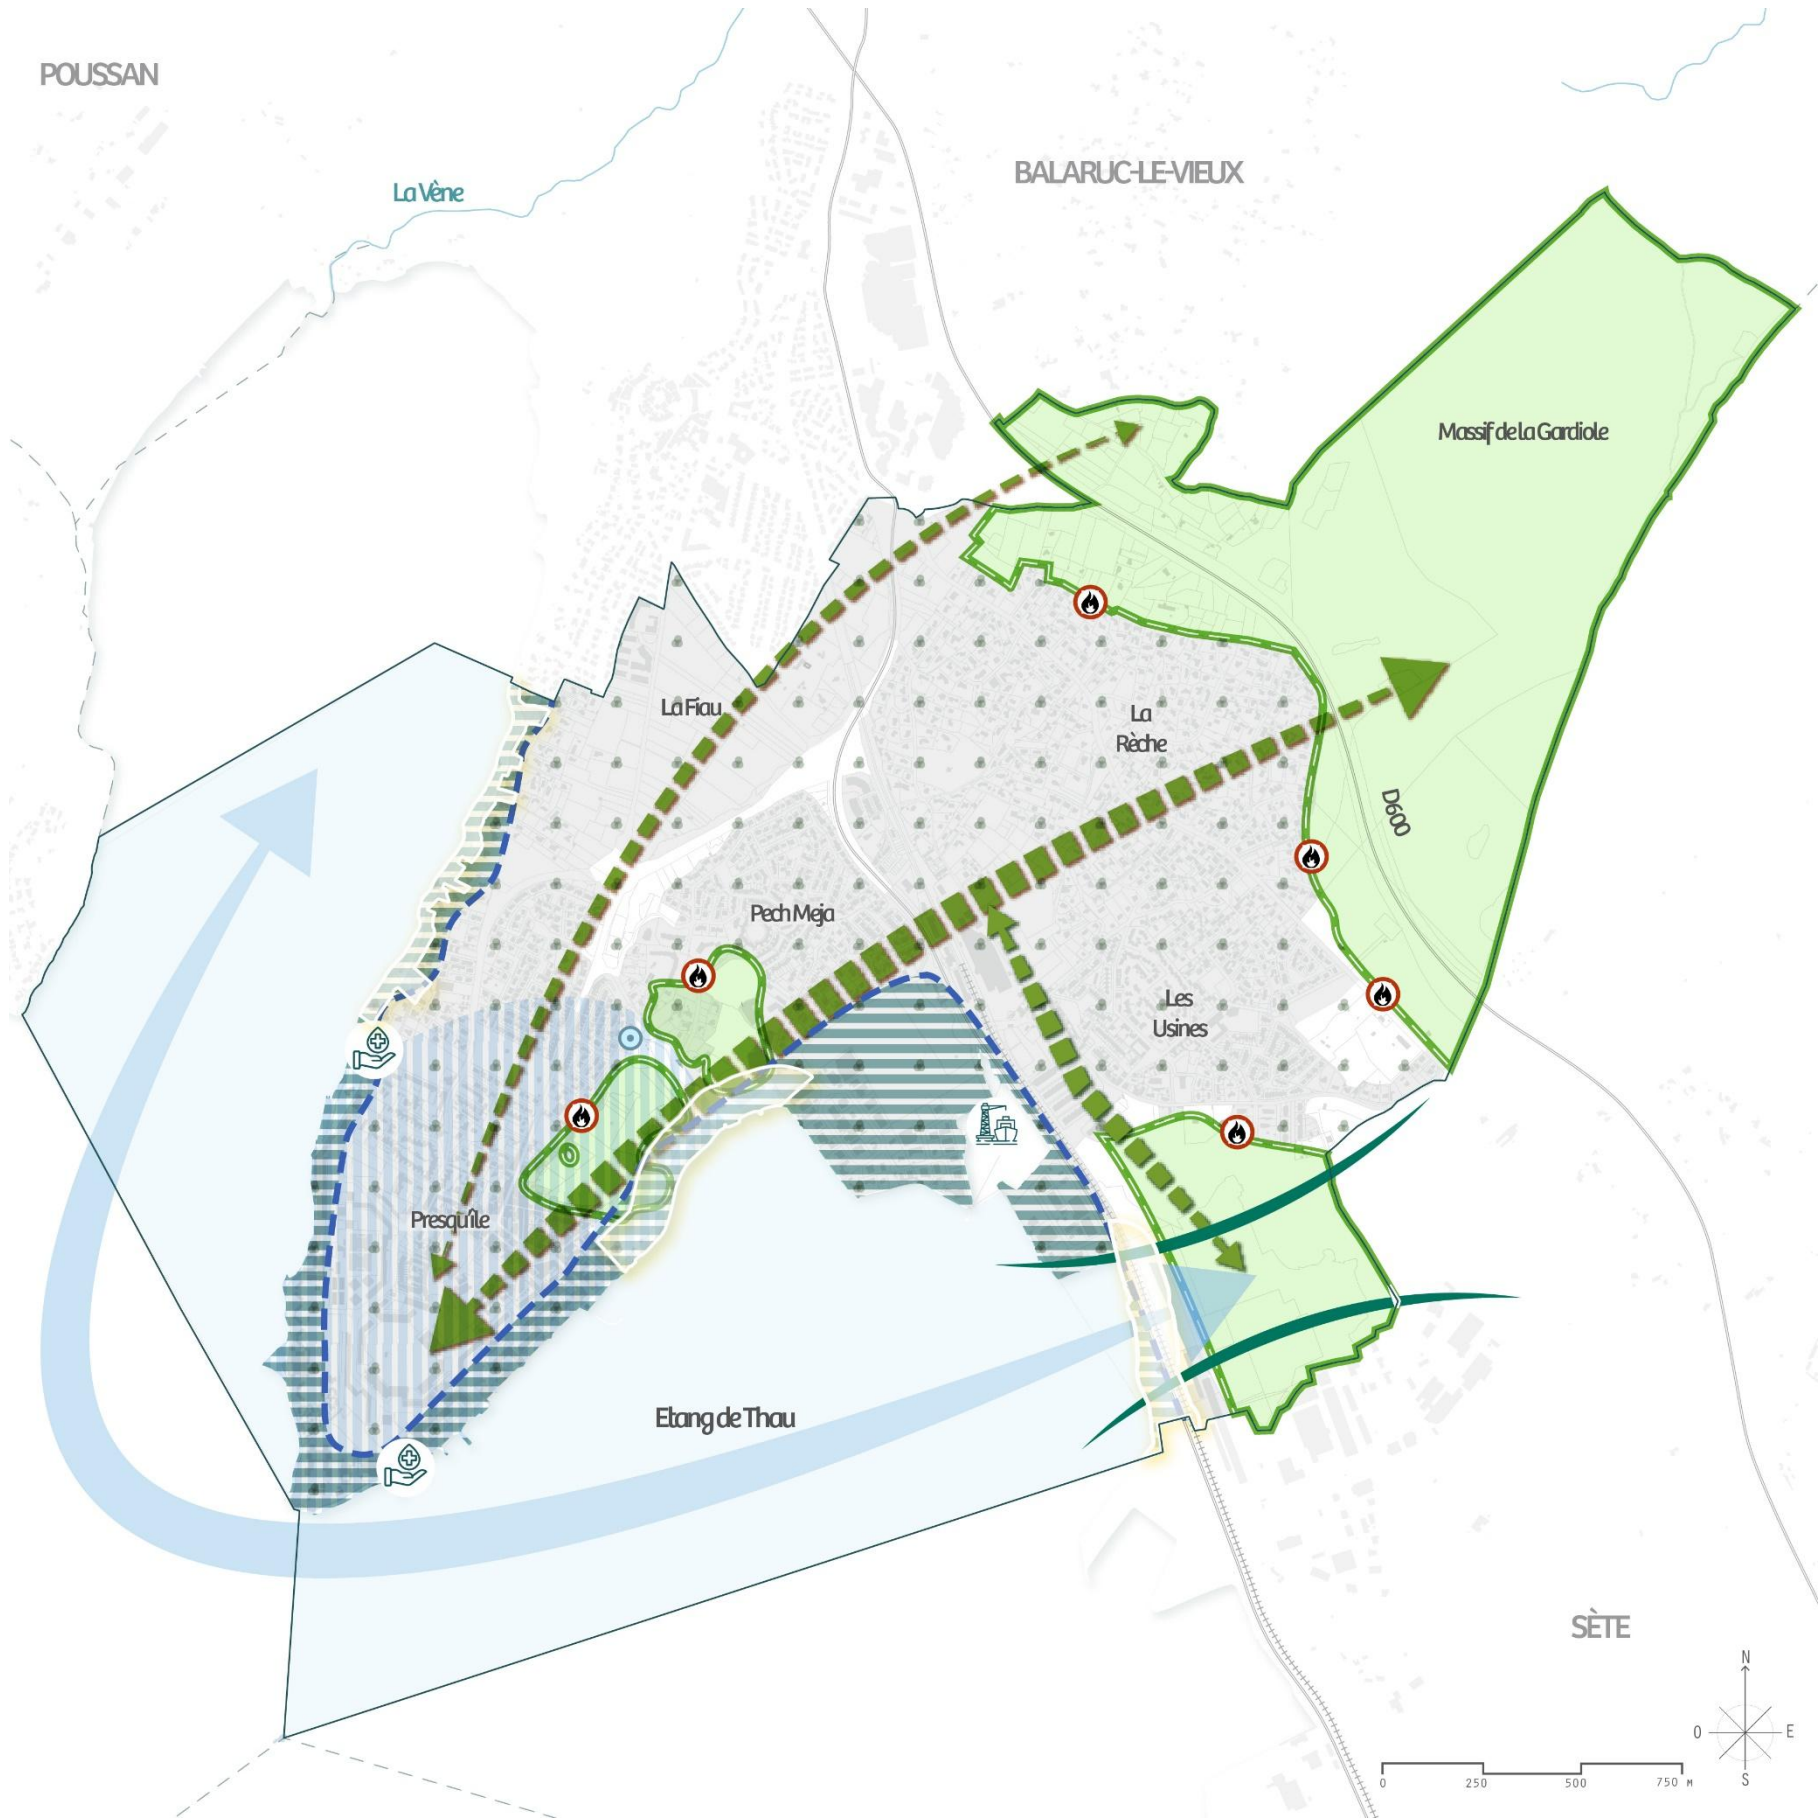 POUSSAN
BALARUC-LE-VIEUX
La Vène
Massif de la Gardiole
La Fiau
La
Rèche
D600
Pech Meja
Les
Usines
Presqu'île
Etang de Thau
SÈTE
N
O
E
S
0 250 500 750 M